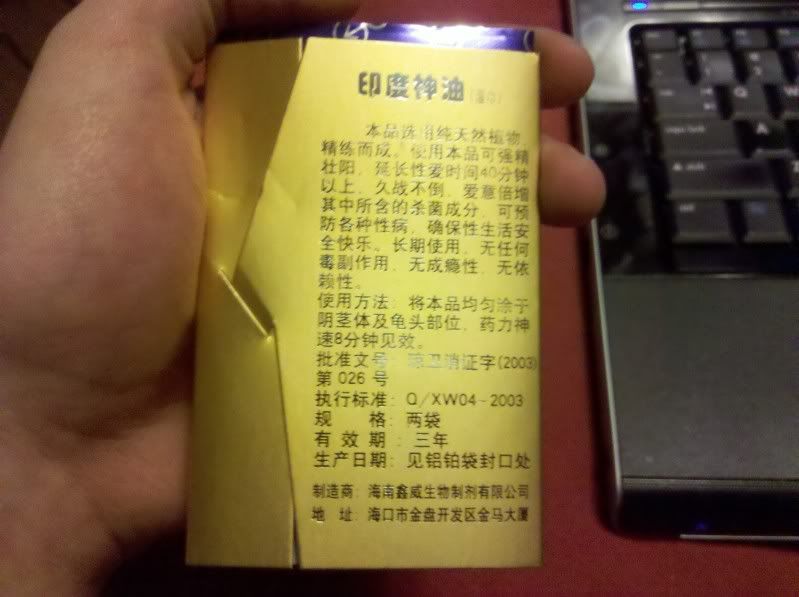 印度神油(湿巾)
本品选用纯天然植物
精练而成。使用本品可强精
壮阳、延长性爱时间40分钟
以上，久战不倒，爱意倍增
其中所含的杀菌成分，可预
防各种性病，确保性生活安
全快乐。长期使用，无任何
毒副作用，无成瘾性，无依
赖性。
使用方法：将本品均匀涂于
阴茎体及龟头部位，药力神
速8分钟见效。
批准文号：琼卫消证字(2003)
第 026 号
执行标准：Q/XW04-2003
规 格：两袋
有 效 期：三年
生产日期：见铝铂袋封口处
制造商：海南鑫威生物制剂有限公司
地 址：海口市金盘开发区金马大厦
Q
A